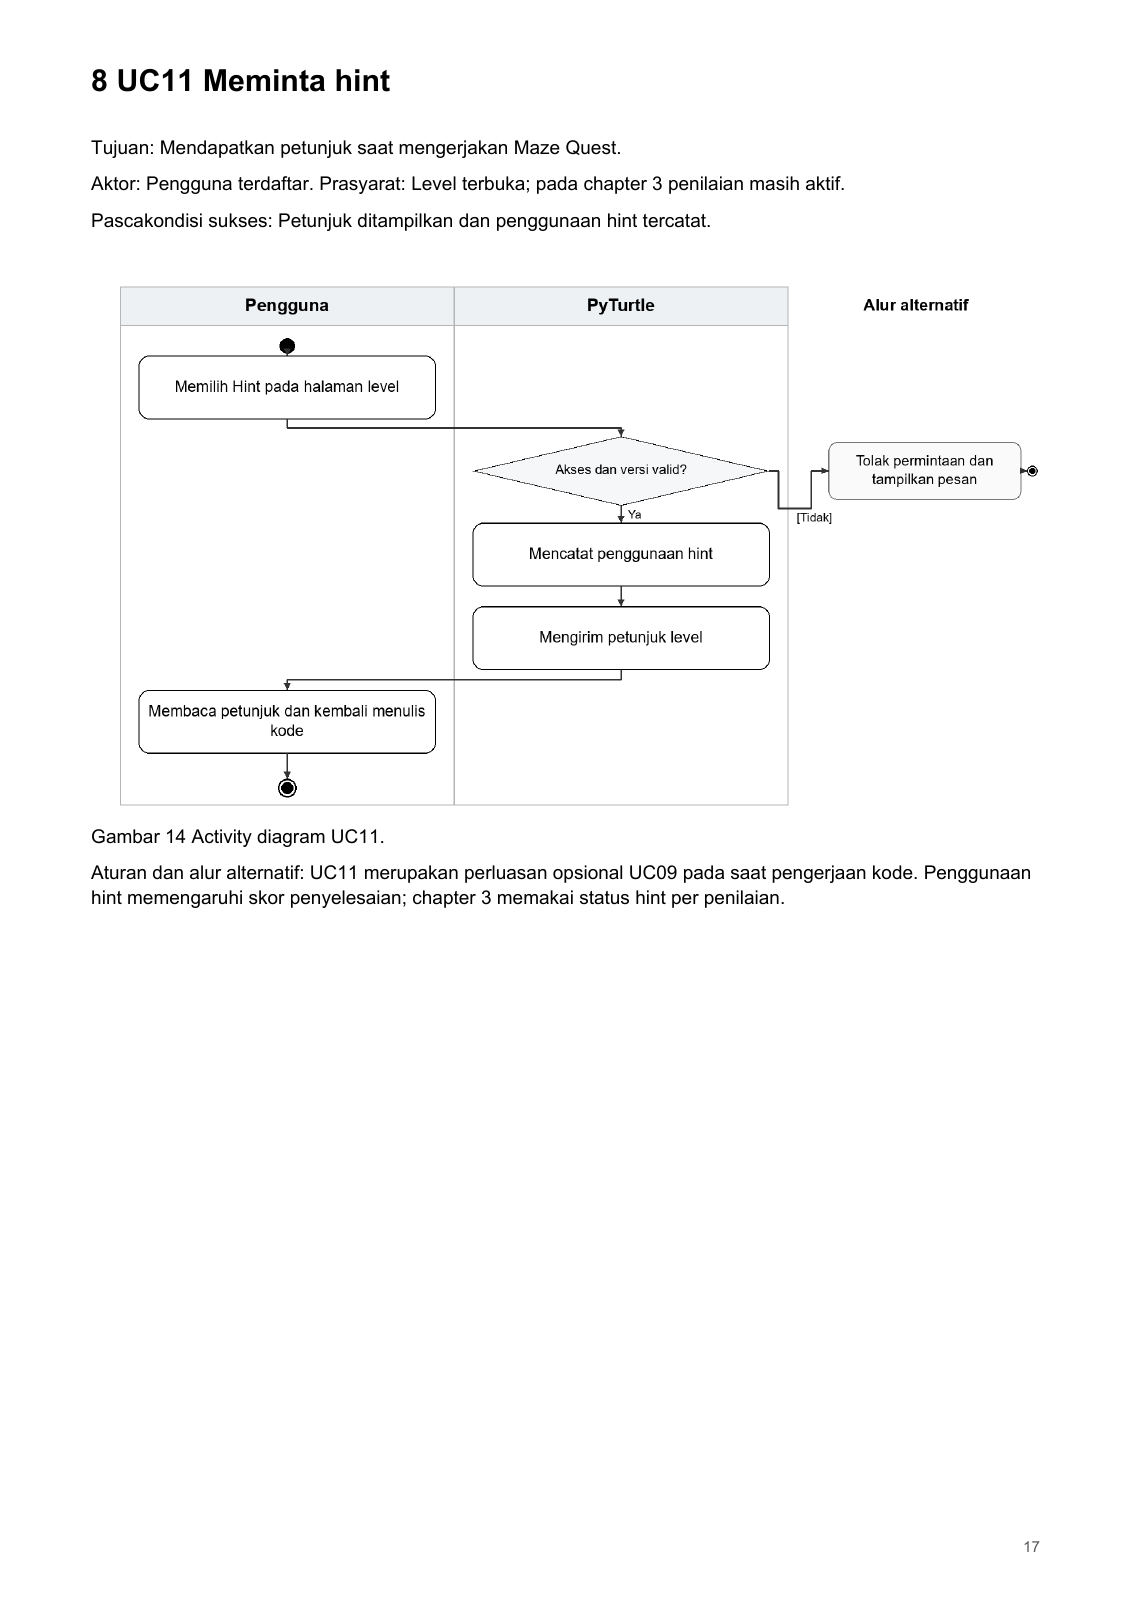 8 UC11 Meminta hint
Tujuan: Mendapatkan petunjuk saat mengerjakan Maze Quest.
Aktor: Pengguna terdaftar. Prasyarat: Level terbuka; pada chapter 3 penilaian masih aktif.
Pascakondisi sukses: Petunjuk ditampilkan dan penggunaan hint tercatat.
Pengguna
PyTurtle
Alur alternatif
Memilih Hint pada halaman level
Akses dan versi valid?
Tolak permintaan dan
tampilkan pesan
Ya
[Tidak]
Mencatat penggunaan hint
Mengirim petunjuk level
Membaca petunjuk dan kembali menulis
kode
Gambar 14 Activity diagram UC11.
Aturan dan alur alternatif: UC11 merupakan perluasan opsional UC09 pada saat pengerjaan kode. Penggunaan
hint memengaruhi skor penyelesaian; chapter 3 memakai status hint per penilaian.
17